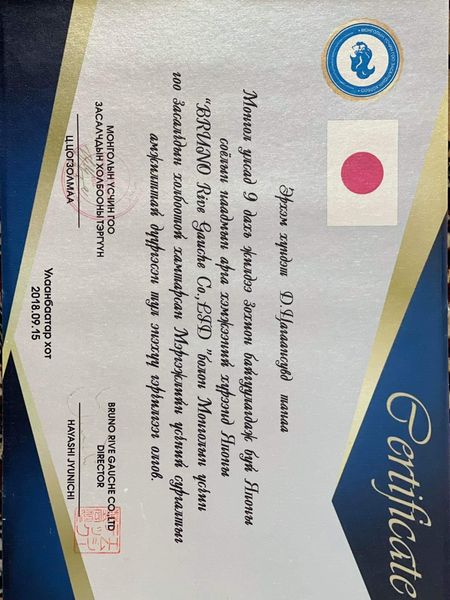 Certificate
Эрхэм хүндэт Д.Цагаансувд танаа
Монгол улсад 9 дахь жилдээ зохион байгуулагдаж буй Японы
соёлын наадмын арга хэмжээний хүрээнд Японы
"BRUNO Rive Gauche Co,LTD "болон Монголын үсчин
гоо засалчдын холбоотой хамтарсан Мэргэжлийн үсчний сургалтыг
амжилттай дүүргэсэн тул энэхүү гэрчилгээг олгов.
МОНГОЛЫН ҮСЧИН ГОО
ЗАСАЛЧДЫН ХОЛБООНЫ ТЭРГҮҮН
Ц.ЦОГЗОЛМАА
BRUNO RIVE GAUCHE CO.,LTD
DIRECTOR
HAYASHI JYUNICHI
Улаанбаатар хот
2018.09.15